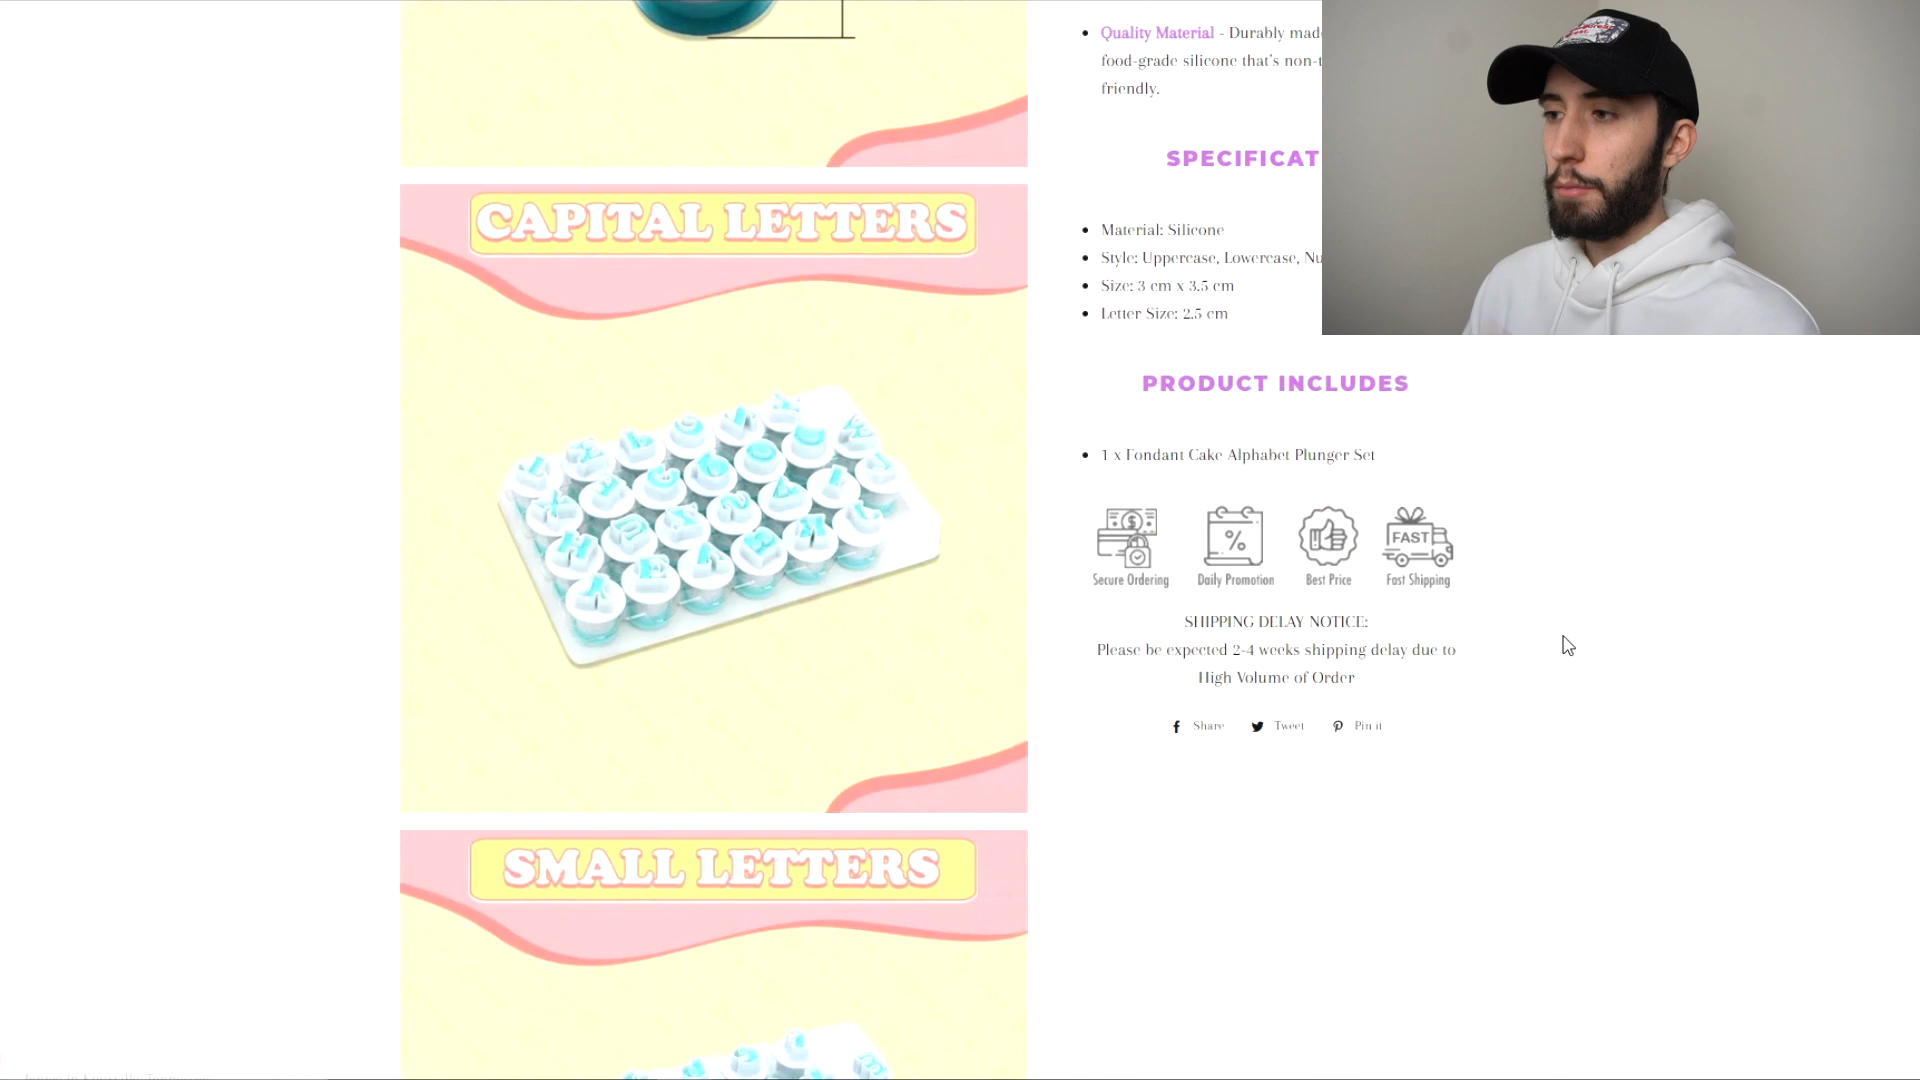 Quality Material - Durably
food-grade silicone that's
friendly.
SPECIFICAT
Material: Silicone
Style: Uppercase, Lowercase,
Size: 3 cm x 3.5 cm
Letter Size: 2.5 cm
PRODUCT INCLUDES
1 x Fondant Cake Alphabet Plunger Set
FAST
Secure Ordering
Daily Promotion
Best Price
Fast Shipping
SHIPPING DELAY NOTICE:
Please be expected 2-4 weeks shipping delay due to
High Volume of Order
Share
Tweet
Pin it
CAPITAL LETTERS
SMALL LETTERS